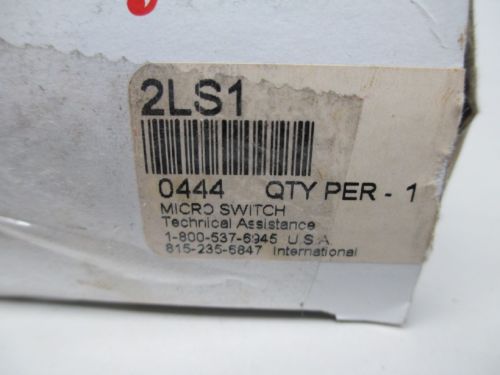 2LS1
0444 QTY PER - 1
MICRO SWITCH
Technical Assistance
1-800-537-6945 U.S.A.
815-235-6847 International